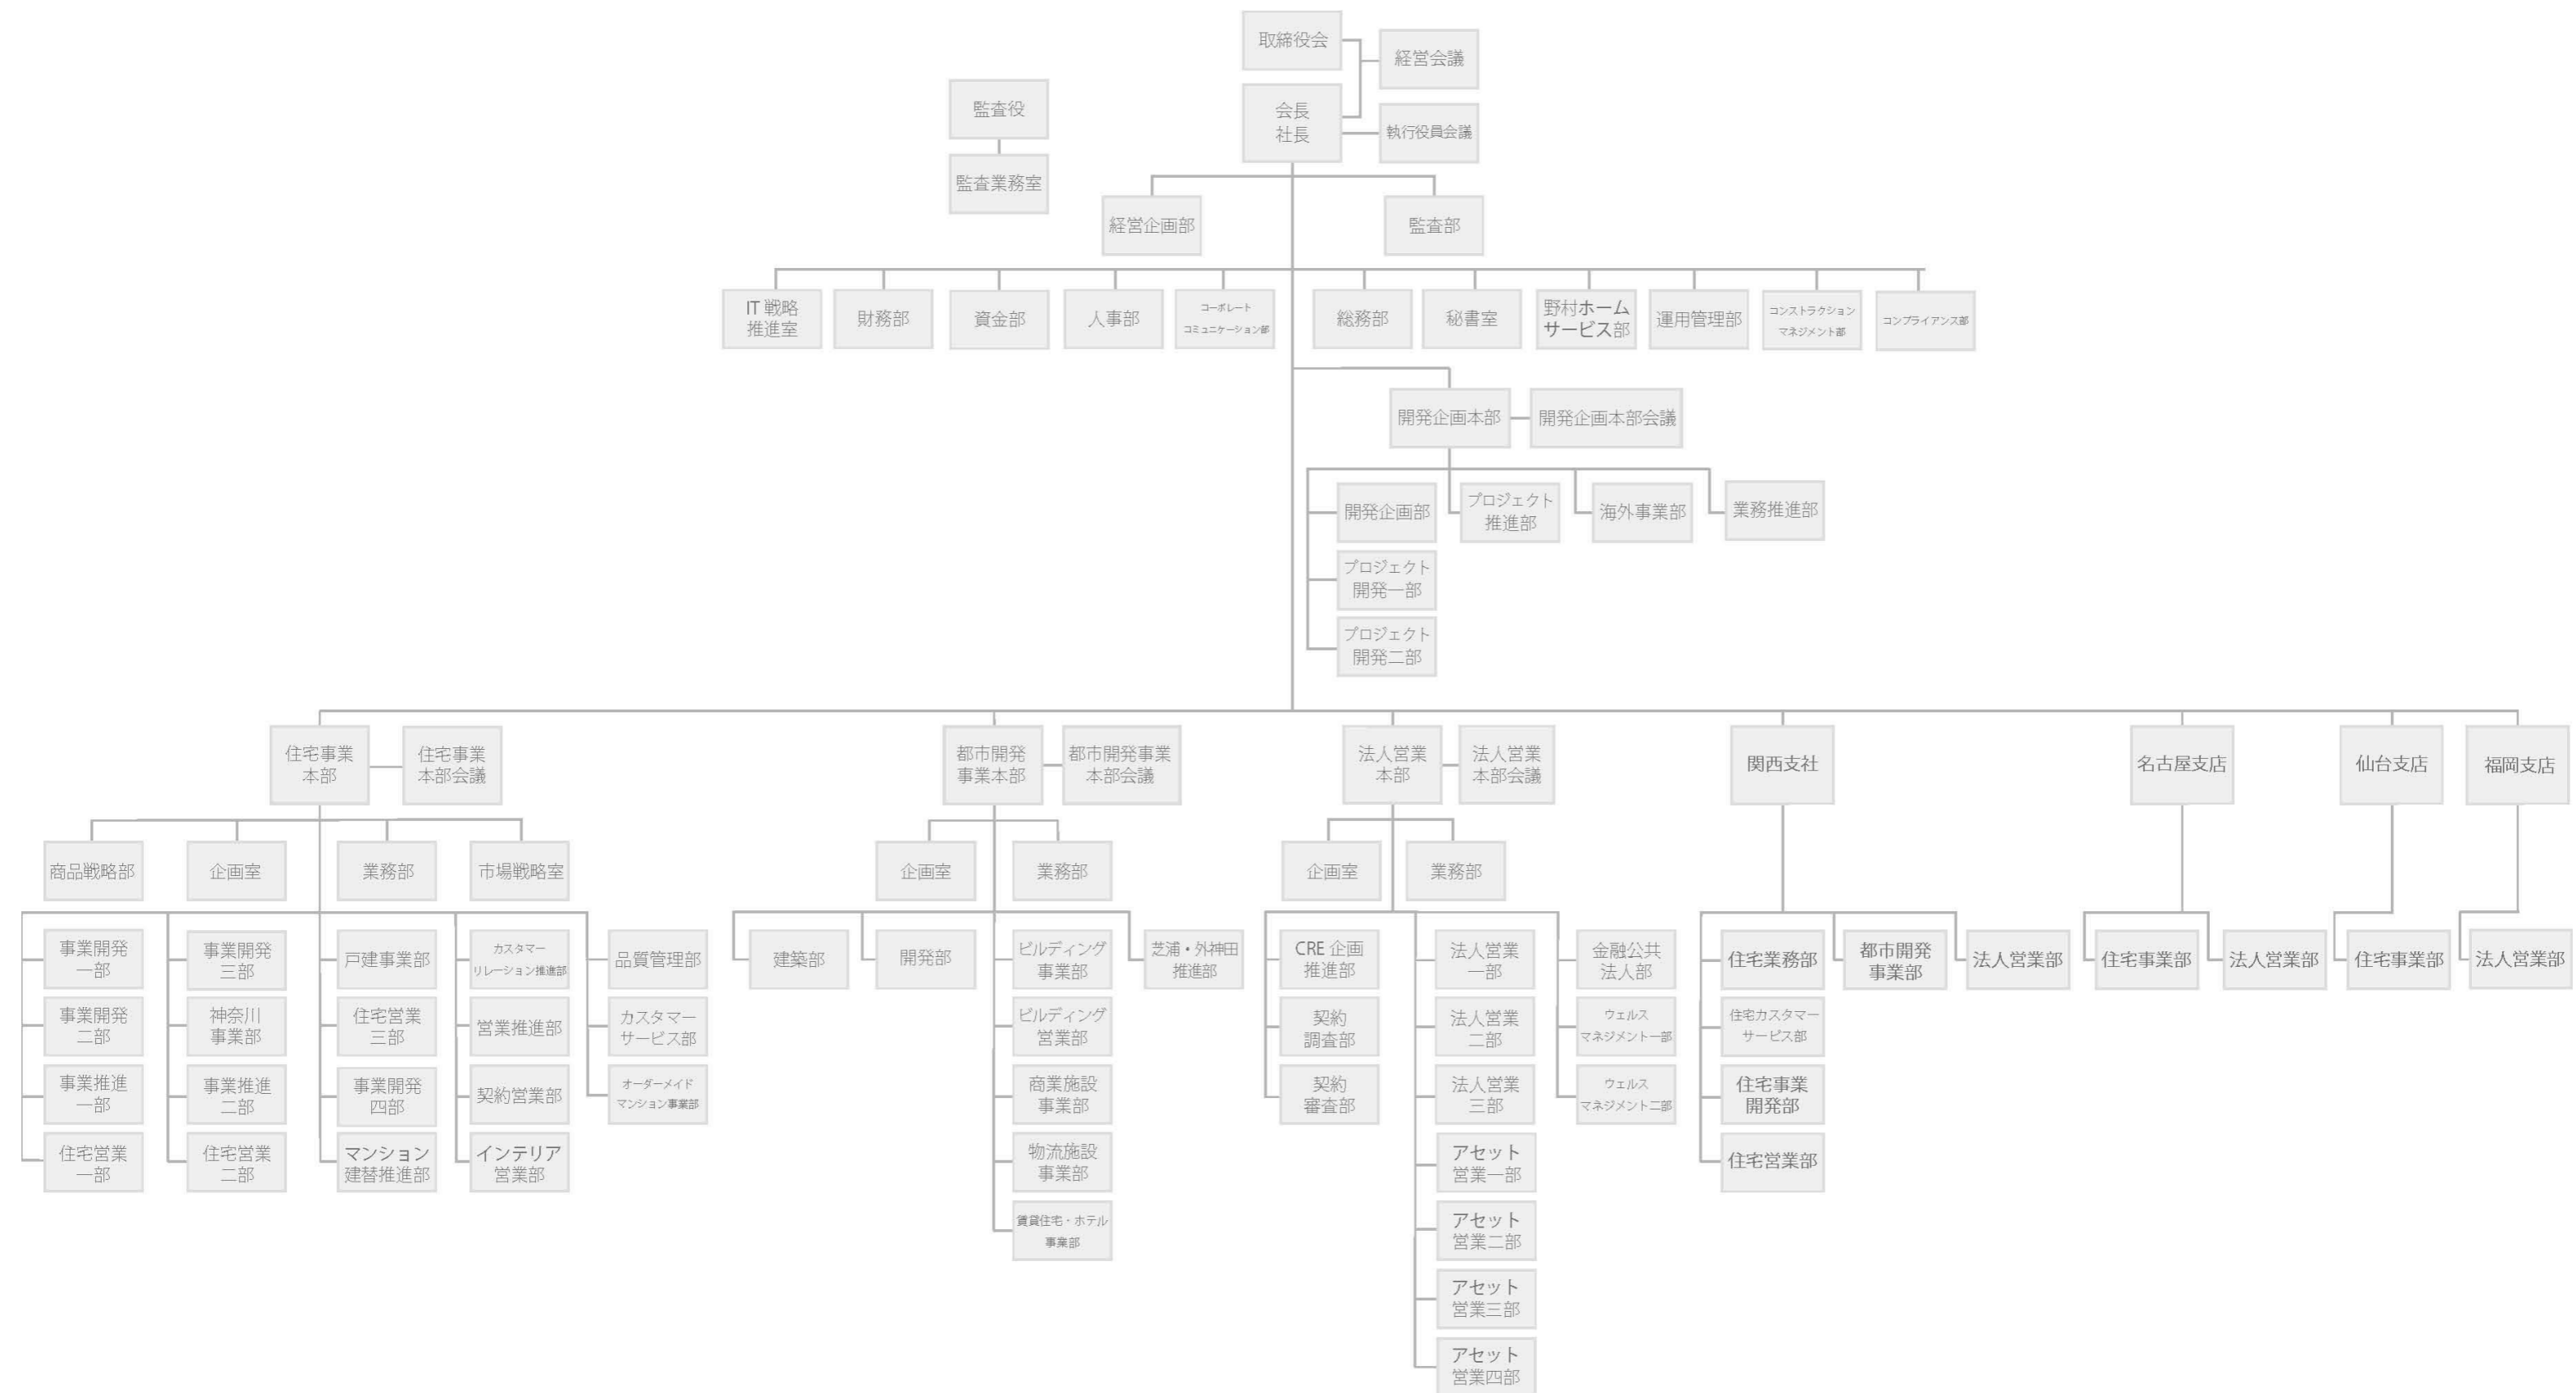 取締役会
経営会議
監査役
会長
社長
執行役員会議
監査業務室
経営企画部
監査部
IT 戦略
推進室
財務部
資金部
人事部
コーポレート
コミュニケーション部
総務部
秘書室
野村ホーム
サービス部
運用管理部
コンストラクション
マネジメント部
コンプライアンス部
開発企画本部
開発企画本部会議
開発企画部
プロジェクト
推進部
海外事業部
業務推進部
プロジェクト
開発一部
プロジェクト
開発二部
住宅事業
本部
住宅事業
本部会議
都市開発
事業本部
都市開発事業
本部会議
法人営業
本部
法人営業
本部会議
関西支社
名古屋支店
仙台支店
福岡支店
商品戦略部
企画室
業務部
市場戦略室
企画室
業務部
企画室
業務部
事業開発
一部
事業開発
三部
戸建事業部
カスタマー
リレーション推進部
品質管理部
建築部
開発部
ビルディング
事業部
芝浦・外神田
推進部
CRE 企画
推進部
法人営業
一部
金融公共
法人部
住宅業務部
都市開発
事業部
法人営業部
住宅事業部
法人営業部
住宅事業部
法人営業部
事業開発
二部
神奈川
事業部
住宅営業
三部
営業推進部
カスタマー
サービス部
ビルディング
営業部
契約
調査部
法人営業
二部
ウェルス
マネジメント一部
住宅カスタマー
サービス部
事業推進
一部
事業推進
二部
事業開発
四部
契約営業部
オーダーメイド
マンション事業部
商業施設
事業部
契約
審査部
法人営業
三部
ウェルス
マネジメント二部
住宅事業
開発部
住宅営業
一部
住宅営業
二部
マンション
建替推進部
インテリア
営業部
物流施設
事業部
アセット
営業一部
住宅営業部
賃貸住宅・ホテル
事業部
アセット
営業二部
アセット
営業三部
アセット
営業四部